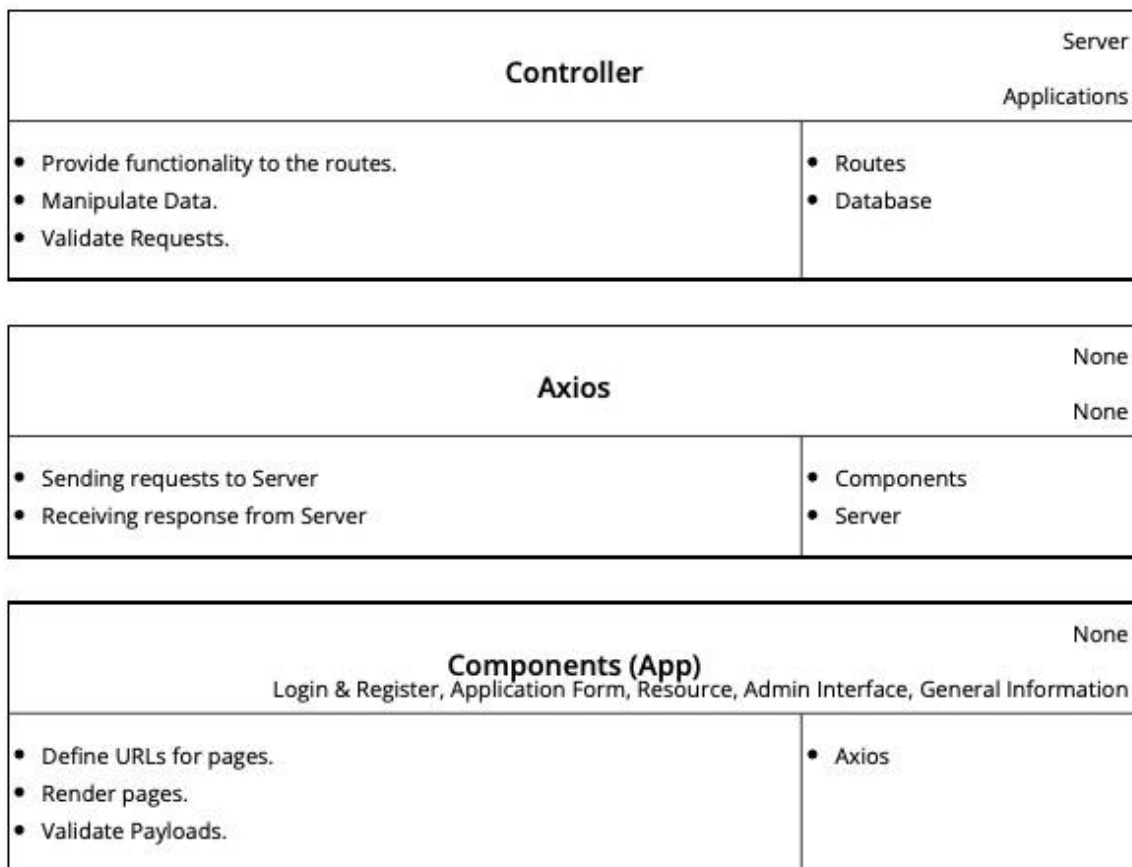 Server
Controller
Applications
Provide functionality to the routes.
Manipulate Data.
Validate Requests.
Routes
Database
None
Axios
None
Sending requests to Server
Receiving response from Server
Components
Server
None
Components (App)
Login & Register, Application Form, Resource, Admin Interface, General Information
Define URLs for pages.
Render pages.
Validate Payloads.
Axios